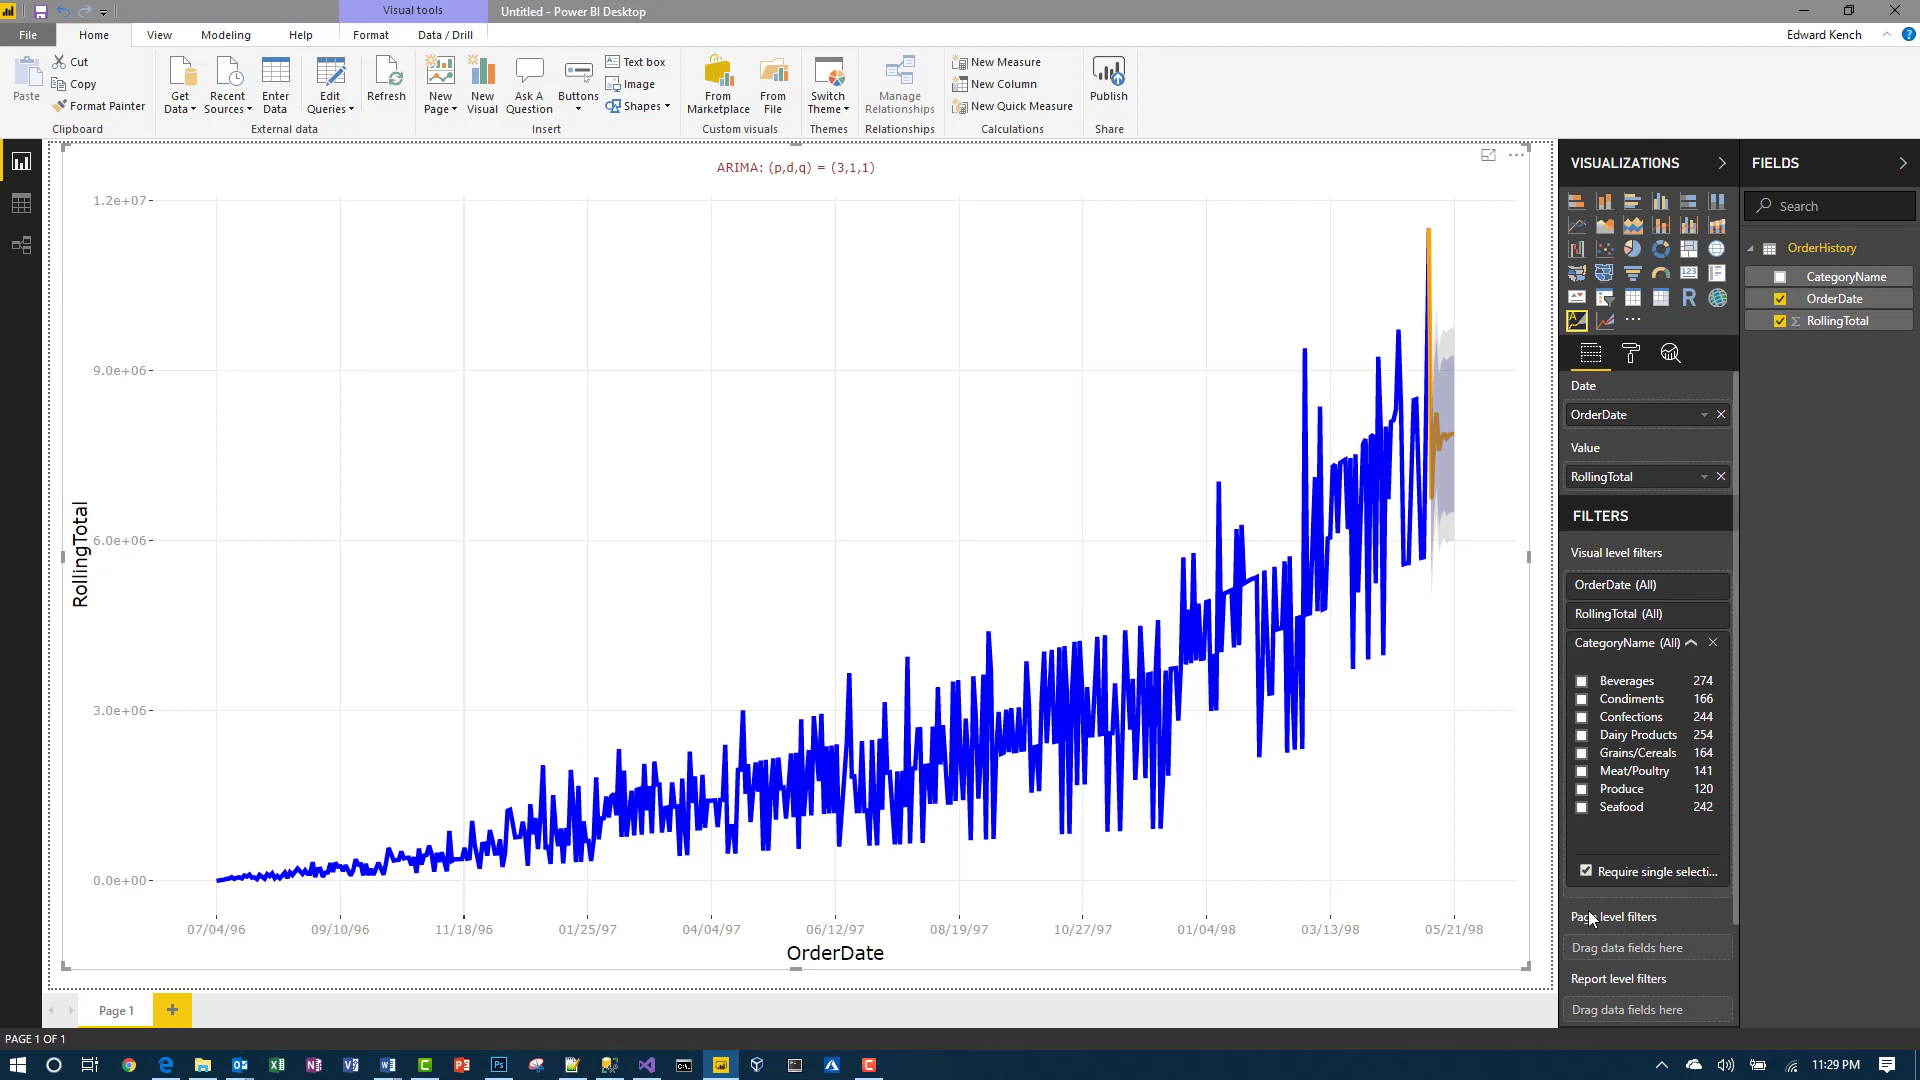 Visual tools
Untitled - Power BI Desktop
File
Home
View
Modeling
Help
Format
Data / Drill
Edward Kench
Paste
Cut
Copy
Format Painter
Clipboard
Get Data
Recent Sources
Enter Data
Edit Queries
Refresh
External data
New Page
New Visual
Ask A Question
Buttons
Text box
Image
Shapes
Insert
From Marketplace
From File
Custom visuals
Switch Theme
Themes
Manage Relationships
Relationships
New Measure
New Column
New Quick Measure
Calculations
Publish
Share
ARIMA: (p,d,q) = (3,1,1)
1.2e+07
9.0e+06
6.0e+06
3.0e+06
0.0e+00
RollingTotal
07/04/96
09/10/96
11/18/96
01/25/97
04/04/97
06/12/97
08/19/97
10/27/97
01/04/98
03/13/98
05/21/98
OrderDate
VISUALIZATIONS
Date
OrderDate
Value
RollingTotal
FILTERS
Visual level filters
OrderDate (All)
RollingTotal (All)
CategoryName (All)
Beverages 274
Condiments 166
Confections 244
Dairy Products 254
Grains/Cereals 164
Meat/Poultry 141
Produce 120
Seafood 242
Require single selecti...
Page level filters
Drag data fields here
Report level filters
Drag data fields here
FIELDS
Search
OrderHistory
CategoryName
OrderDate
Σ RollingTotal
Page 1
PAGE 1 OF 1
11:29 PM